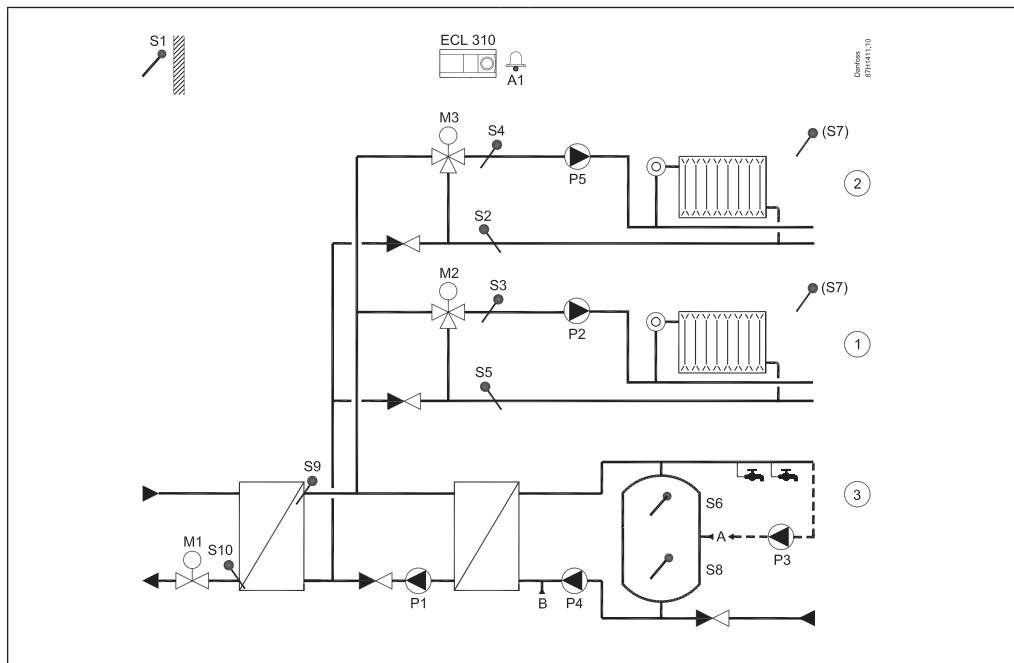 S1
ECL 310
A1
Danfoss
87H1411.10
M3
S4
P5
(S7)
2
S2
M2
S3
P2
(S7)
1
S5
S9
S6
3
M1
S10
A
P3
S8
P1
B
P4